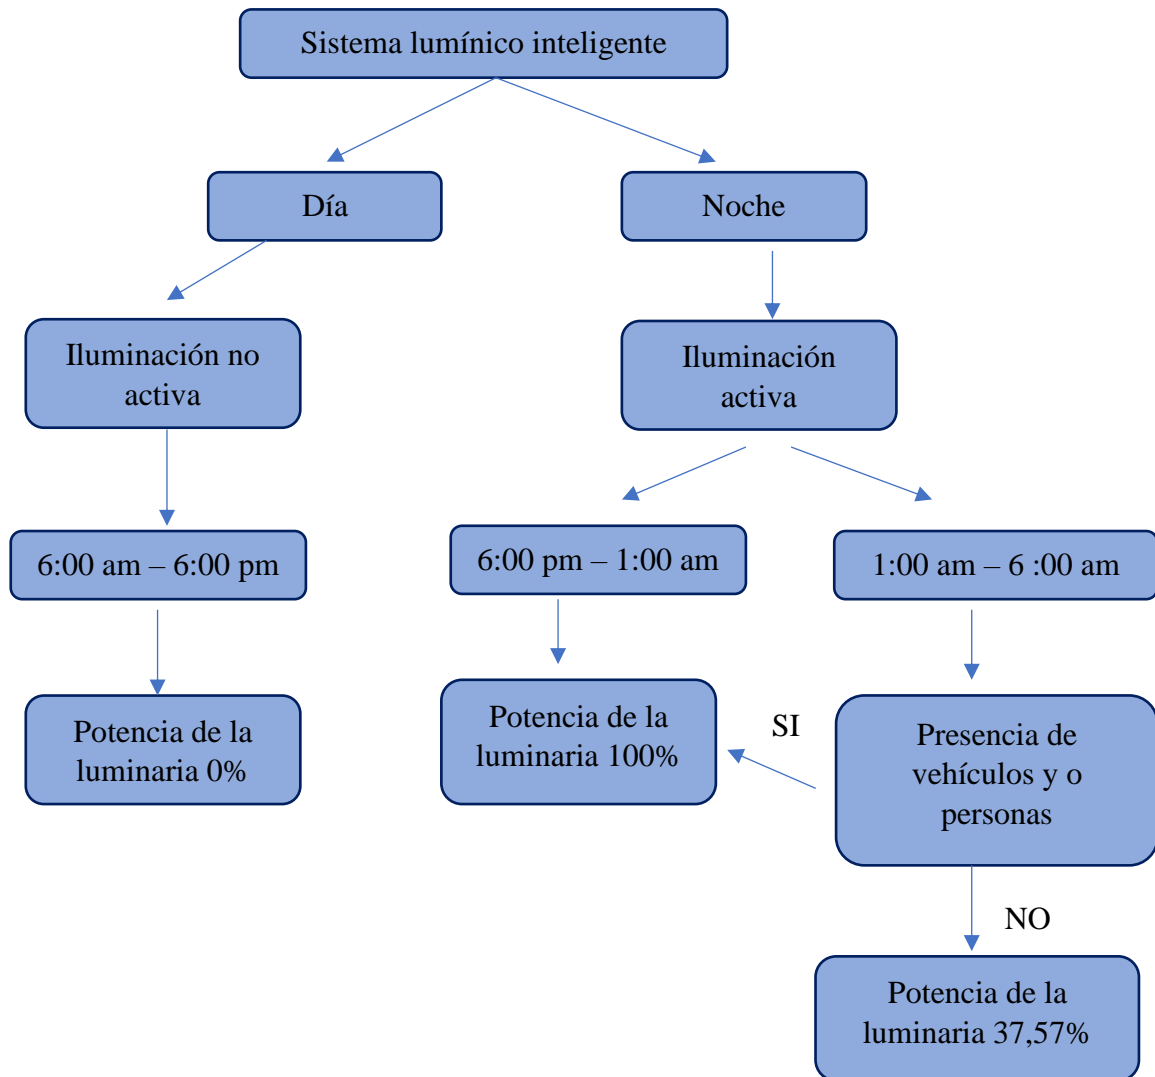 Sistema lumínico inteligente
Día
Noche
Iluminación no
activa
Iluminación
activa
6:00 am – 6:00 pm
6:00 pm – 1:00 am
1:00 am – 6 :00 am
Potencia de la
luminaria 0%
Potencia de la
luminaria 100%
SI
Presencia de
vehículos y o
personas
NO
Potencia de la
luminaria 37,57%